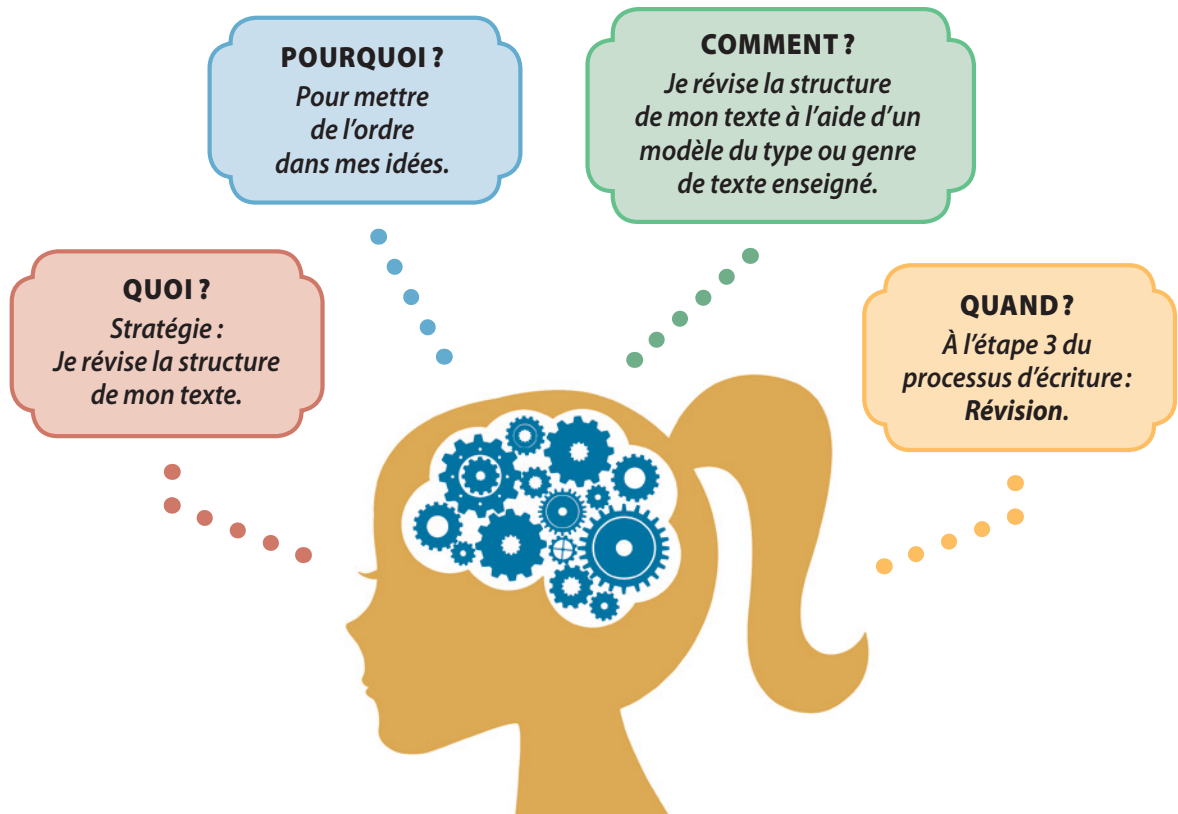 POURQUOI ?
Pour mettre
de l'ordre
dans mes idées.
COMMENT ?
Je révise la structure
de mon texte à l'aide d'un
modèle du type ou genre
de texte enseigné.
QUOI ?
Stratégie :
Je révise la structure
de mon texte.
QUAND ?
À l'étape 3 du
processus d'écriture :
Révision.